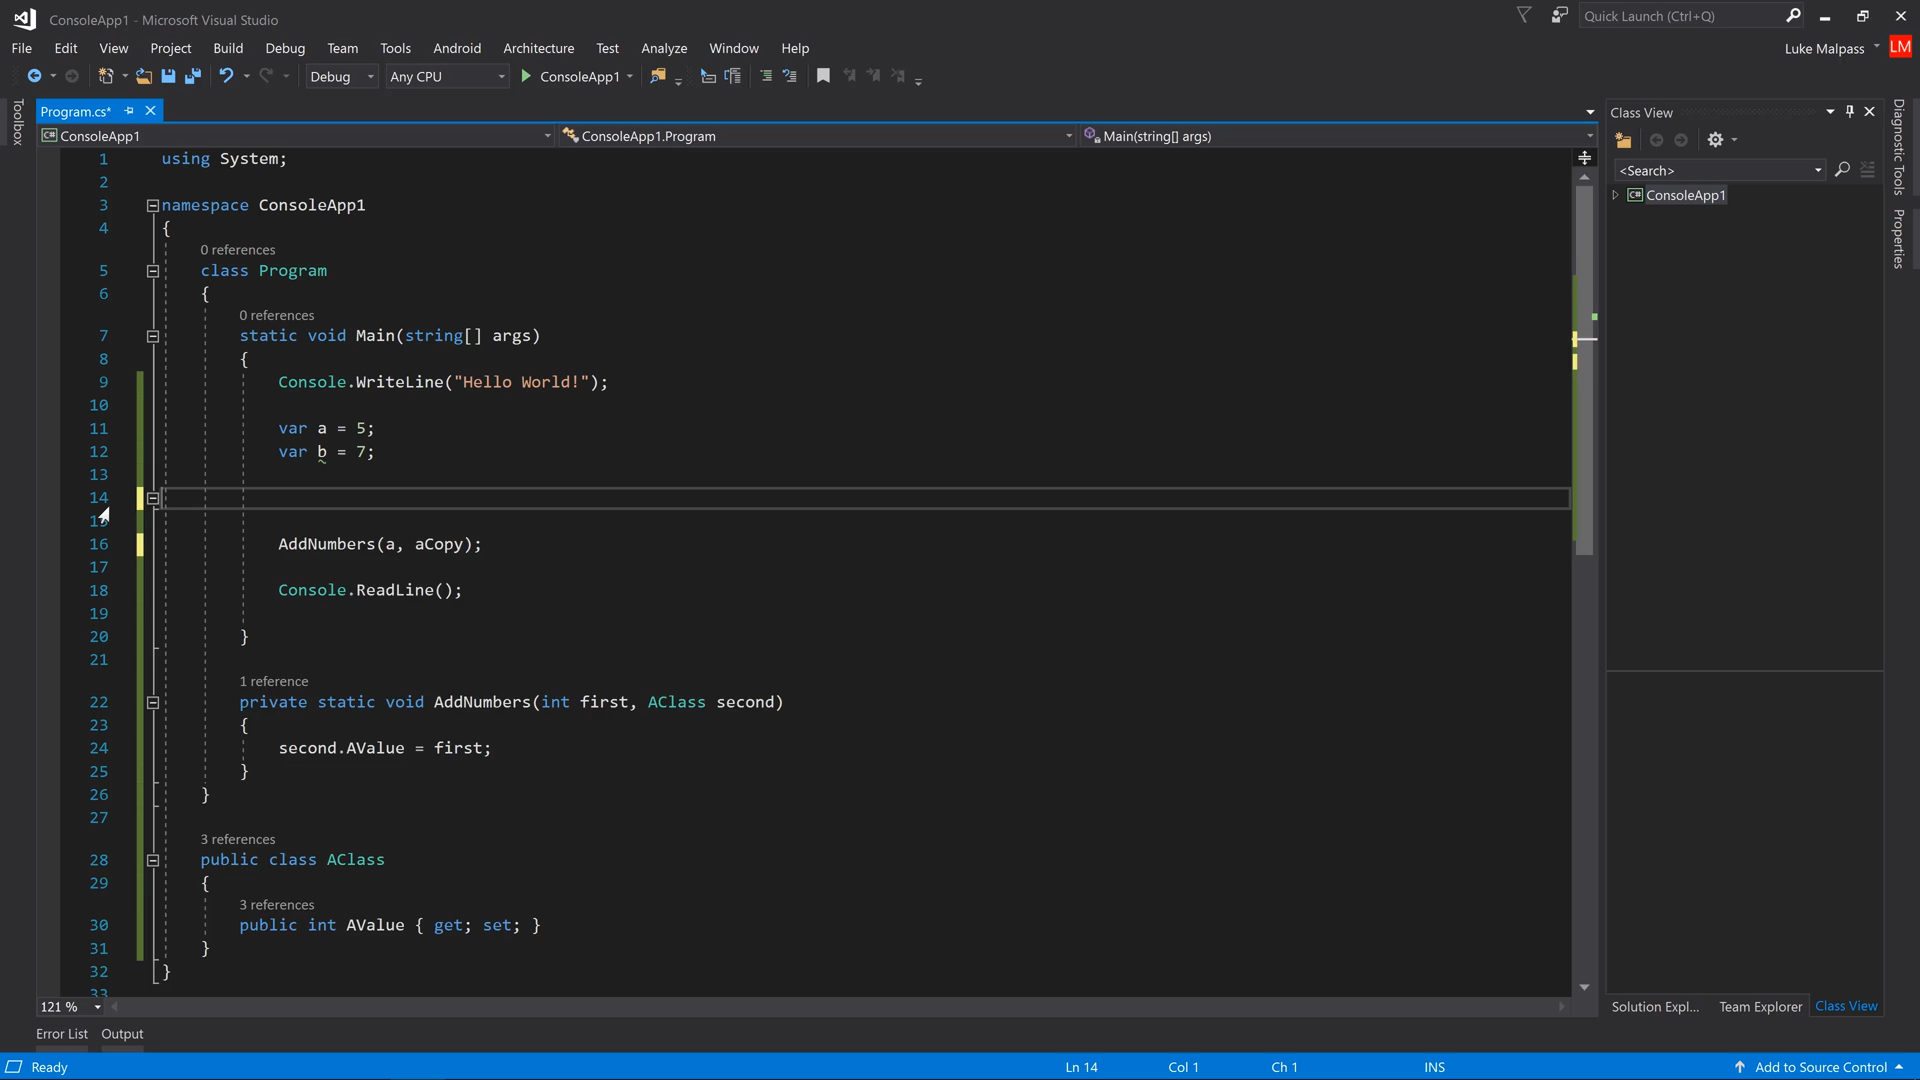 ConsoleApp1 - Microsoft Visual Studio
Quick Launch (Ctrl+Q)
File Edit View Project Build Debug Team Tools Android Architecture Test Analyze Window Help
Luke Malpass LM
Debug Any CPU ConsoleApp1
Toolbox
Program.cs*
Class View
C# ConsoleApp1 ConsoleApp1.Program Main(string[] args)
<Search>
C# ConsoleApp1
Diagnostic Tools
Properties
1 using System;
2
3 namespace ConsoleApp1
4 {
0 references
5 class Program
6 {
0 references
7 static void Main(string[] args)
8 {
9 Console.WriteLine("Hello World!");
10
11 var a = 5;
12 var b = 7;
13
14
15
16 AddNumbers(a, aCopy);
17
18 Console.ReadLine();
19
20 }
21
1 reference
22 private static void AddNumbers(int first, AClass second)
23 {
24 second.AValue = first;
25 }
26 }
27
3 references
28 public class AClass
29 {
3 references
30 public int AValue { get; set; }
31 }
32 }
33
121 %
Solution Expl... Team Explorer Class View
Error List Output
Ready Ln 14 Col 1 Ch 1 INS Add to Source Control